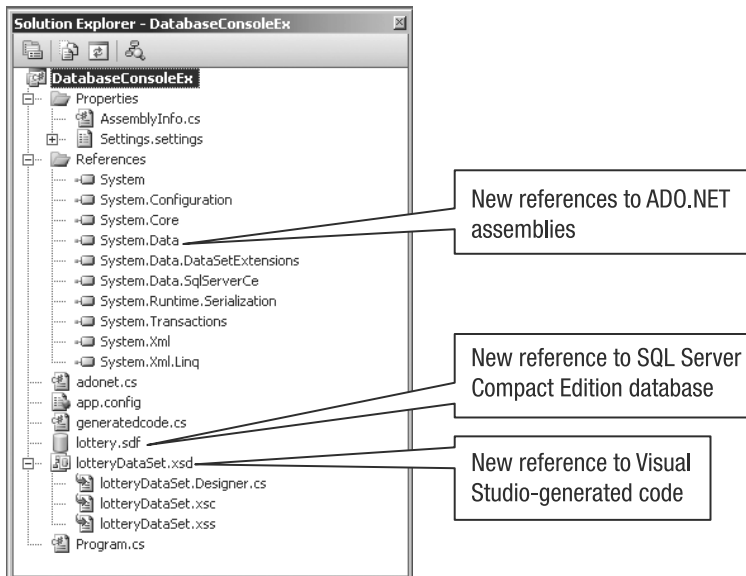 Solution Explorer - DatabaseConsoleEx
DatabaseConsoleEx
Properties
AssemblyInfo.cs
Settings.settings
References
System
System.Configuration
System.Core
System.Data
System.Data.DataSetExtensions
System.Data.SqlServerCe
System.Runtime.Serialization
System.Transactions
System.Xml
System.Xml.Linq
adonet.cs
app.config
generatedcode.cs
lottery.sdf
lotteryDataSet.xsd
lotteryDataSet.Designer.cs
lotteryDataSet.xsc
lotteryDataSet.xss
Program.cs
New references to ADO.NET
assemblies
New reference to SQL Server
Compact Edition database
New reference to Visual
Studio-generated code